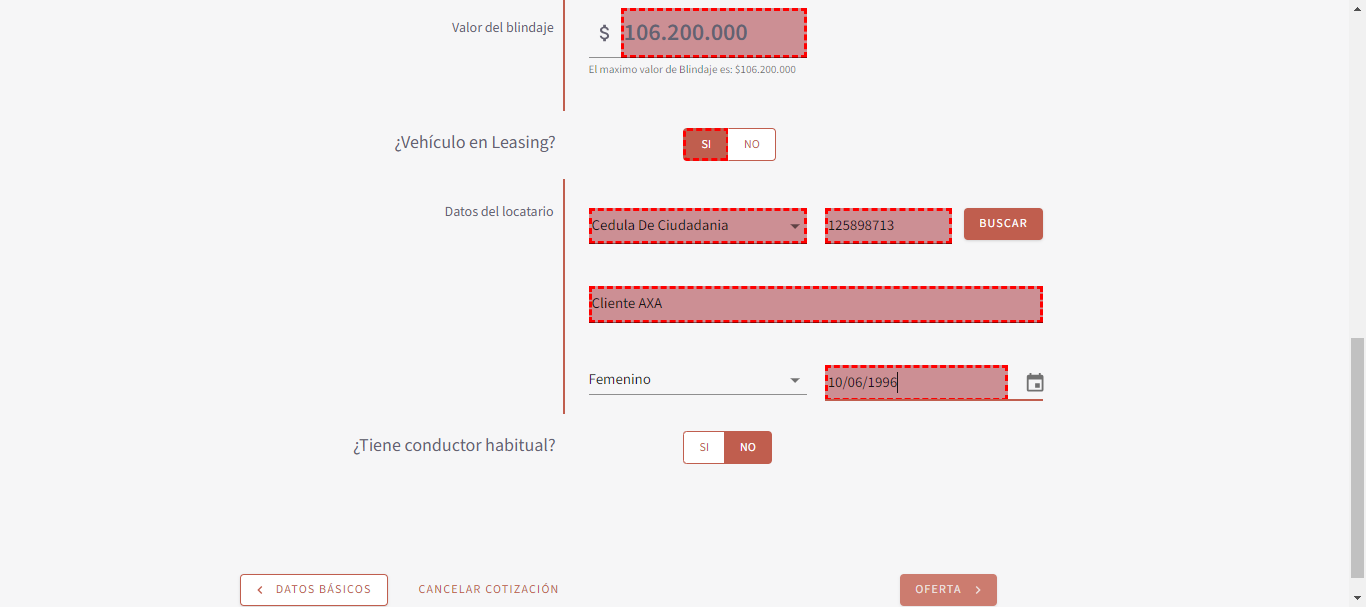 Valor del blindaje
$ 106.200.000
El maximo valor de Blindaje es: $106.200.000
¿Vehículo en Leasing?
SI NO
Datos del locatario
Cedula De Ciudadania 125898713 BUSCAR
Cliente AXA
Femenino 10/06/1996
¿Tiene conductor habitual?
SI NO
DATOS BÁSICOS CANCELAR COTIZACIÓN OFERTA